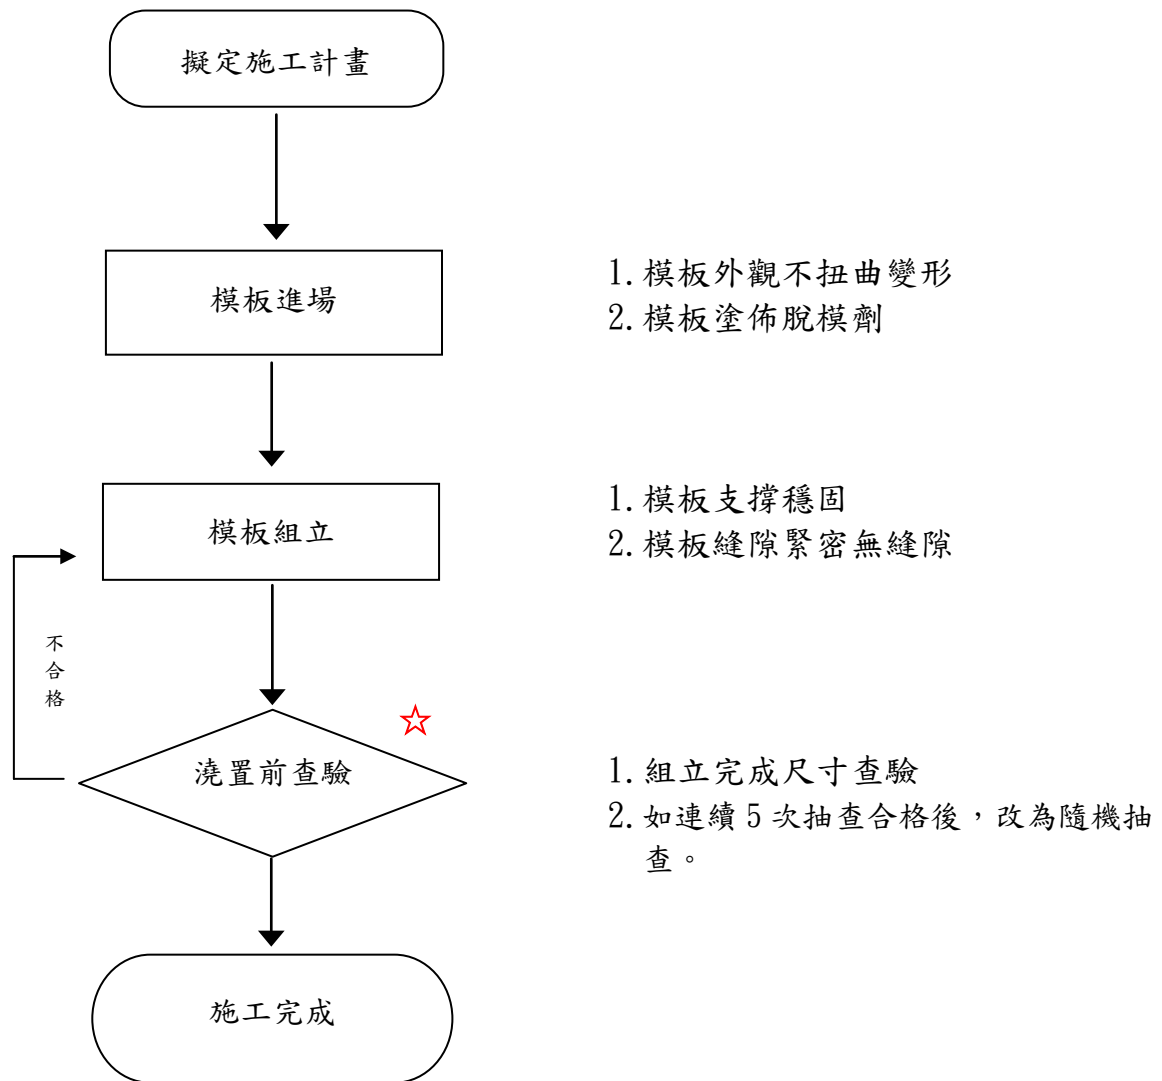 擬定施工計畫
模板進場
1.模板外觀不扭曲變形
2.模板塗佈脫模劑
模板組立
1.模板支撐穩固
2.模板縫隙緊密無縫隙
不
合
格
澆置前查驗
1.組立完成尺寸查驗
2.如連續5次抽查合格後，改為隨機抽
查。
施工完成